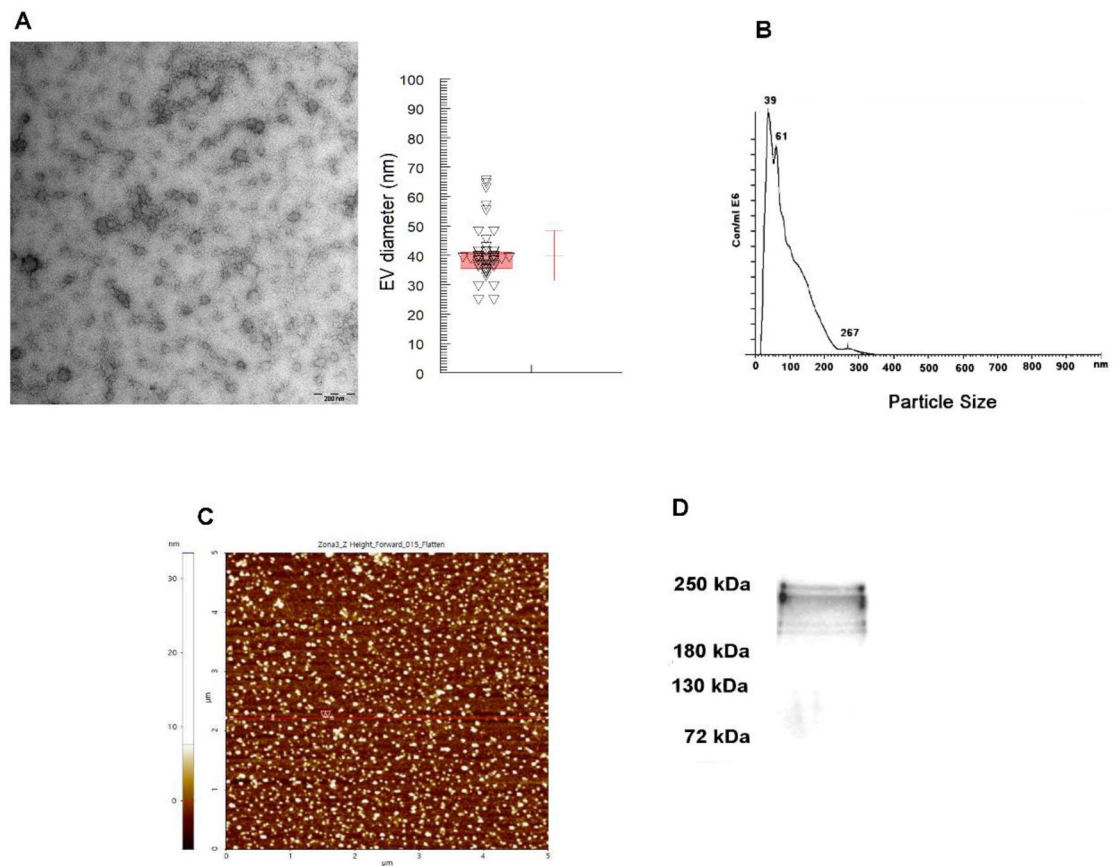 A
200 nm
EV diameter (nm)
100
90
80
70
60
50
40
30
20
10
0
B
Con/ml E6
39
61
267
0 100 200 300 400 500 600 700 800 900 nm
Particle Size
C
nm
30
20
10
0
Zona3_Z Height_Forward_015_Flatten
µm
5
4
3
2
1
0
0 1 2 3 4 5
µm
D
250 kDa
180 kDa
130 kDa
72 kDa